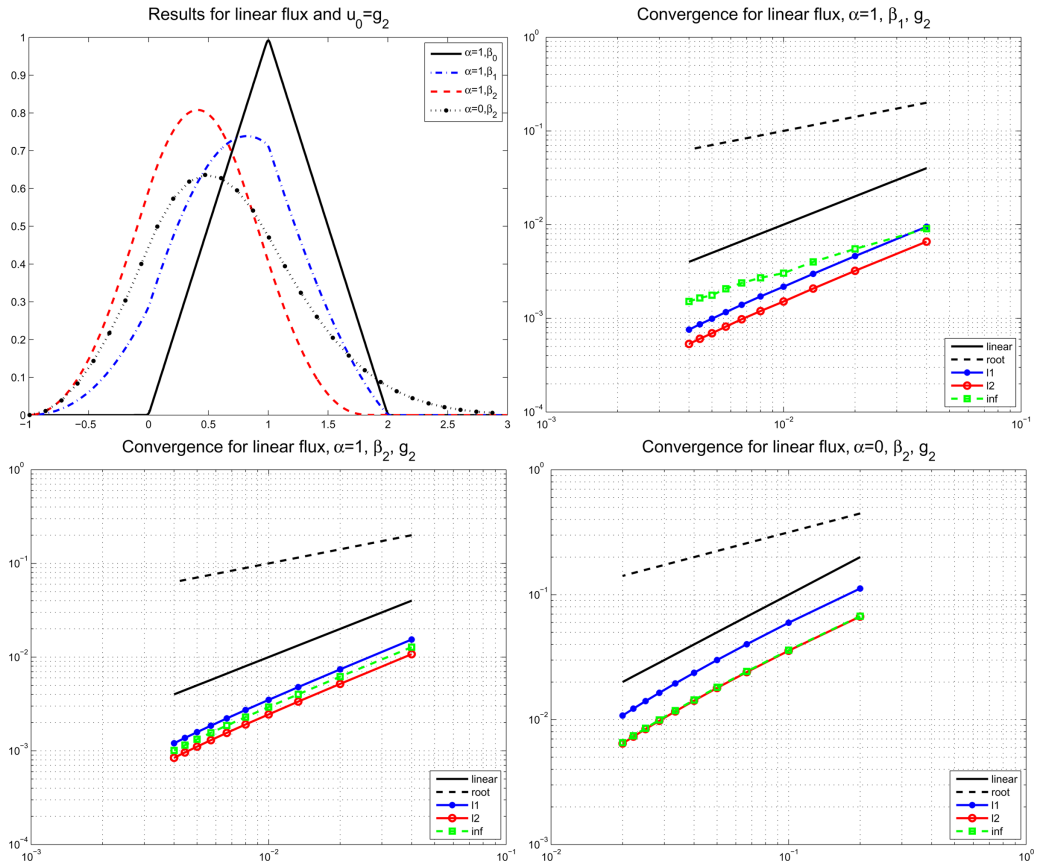 Results for linear flux and u₀=g₂
1
0.9
0.8
0.7
0.6
0.5
0.4
0.3
0.2
0.1
0
−1 −0.5 0 0.5 1 1.5 2 2.5 3
α=1,β₀
α=1,β₁
α=1,β₂
α=0,β₂
Convergence for linear flux, α=1, β₁, g₂
10⁰
10⁻¹
10⁻²
10⁻³
10⁻⁴
10⁻³ 10⁻² 10⁻¹
linear
root
l1
l2
inf
Convergence for linear flux, α=1, β₂, g₂
10⁰
10⁻¹
10⁻²
10⁻³
10⁻⁴
10⁻³ 10⁻² 10⁻¹
linear
root
l1
l2
inf
Convergence for linear flux, α=0, β₂, g₂
10⁰
10⁻¹
10⁻²
10⁻³
10⁻² 10⁻¹ 10⁰
linear
root
l1
l2
inf